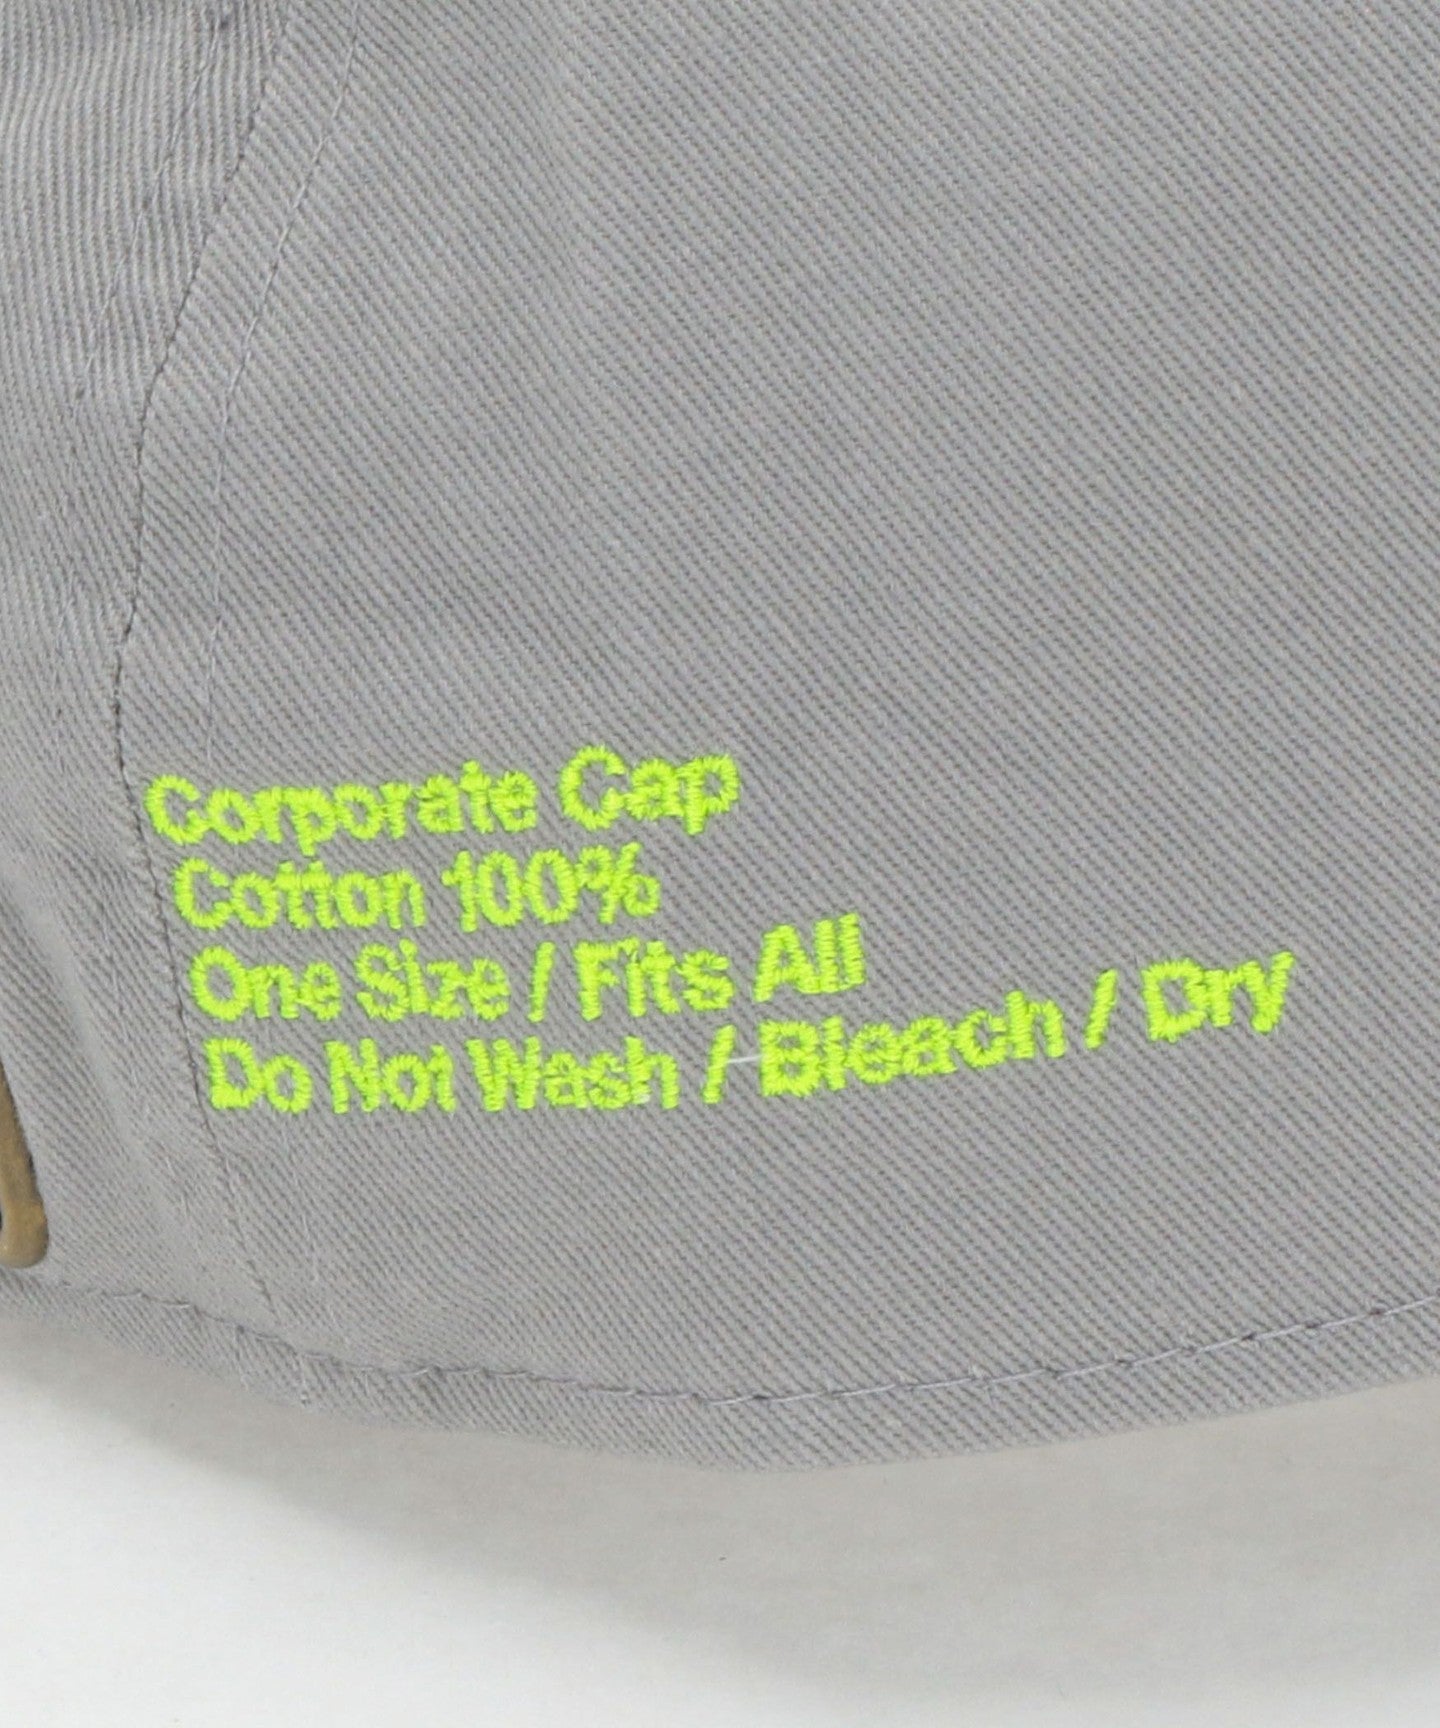 Corporate Cap
Cotton 100%
One Size / Fits All
Do Not Wash / Bleach / Dry